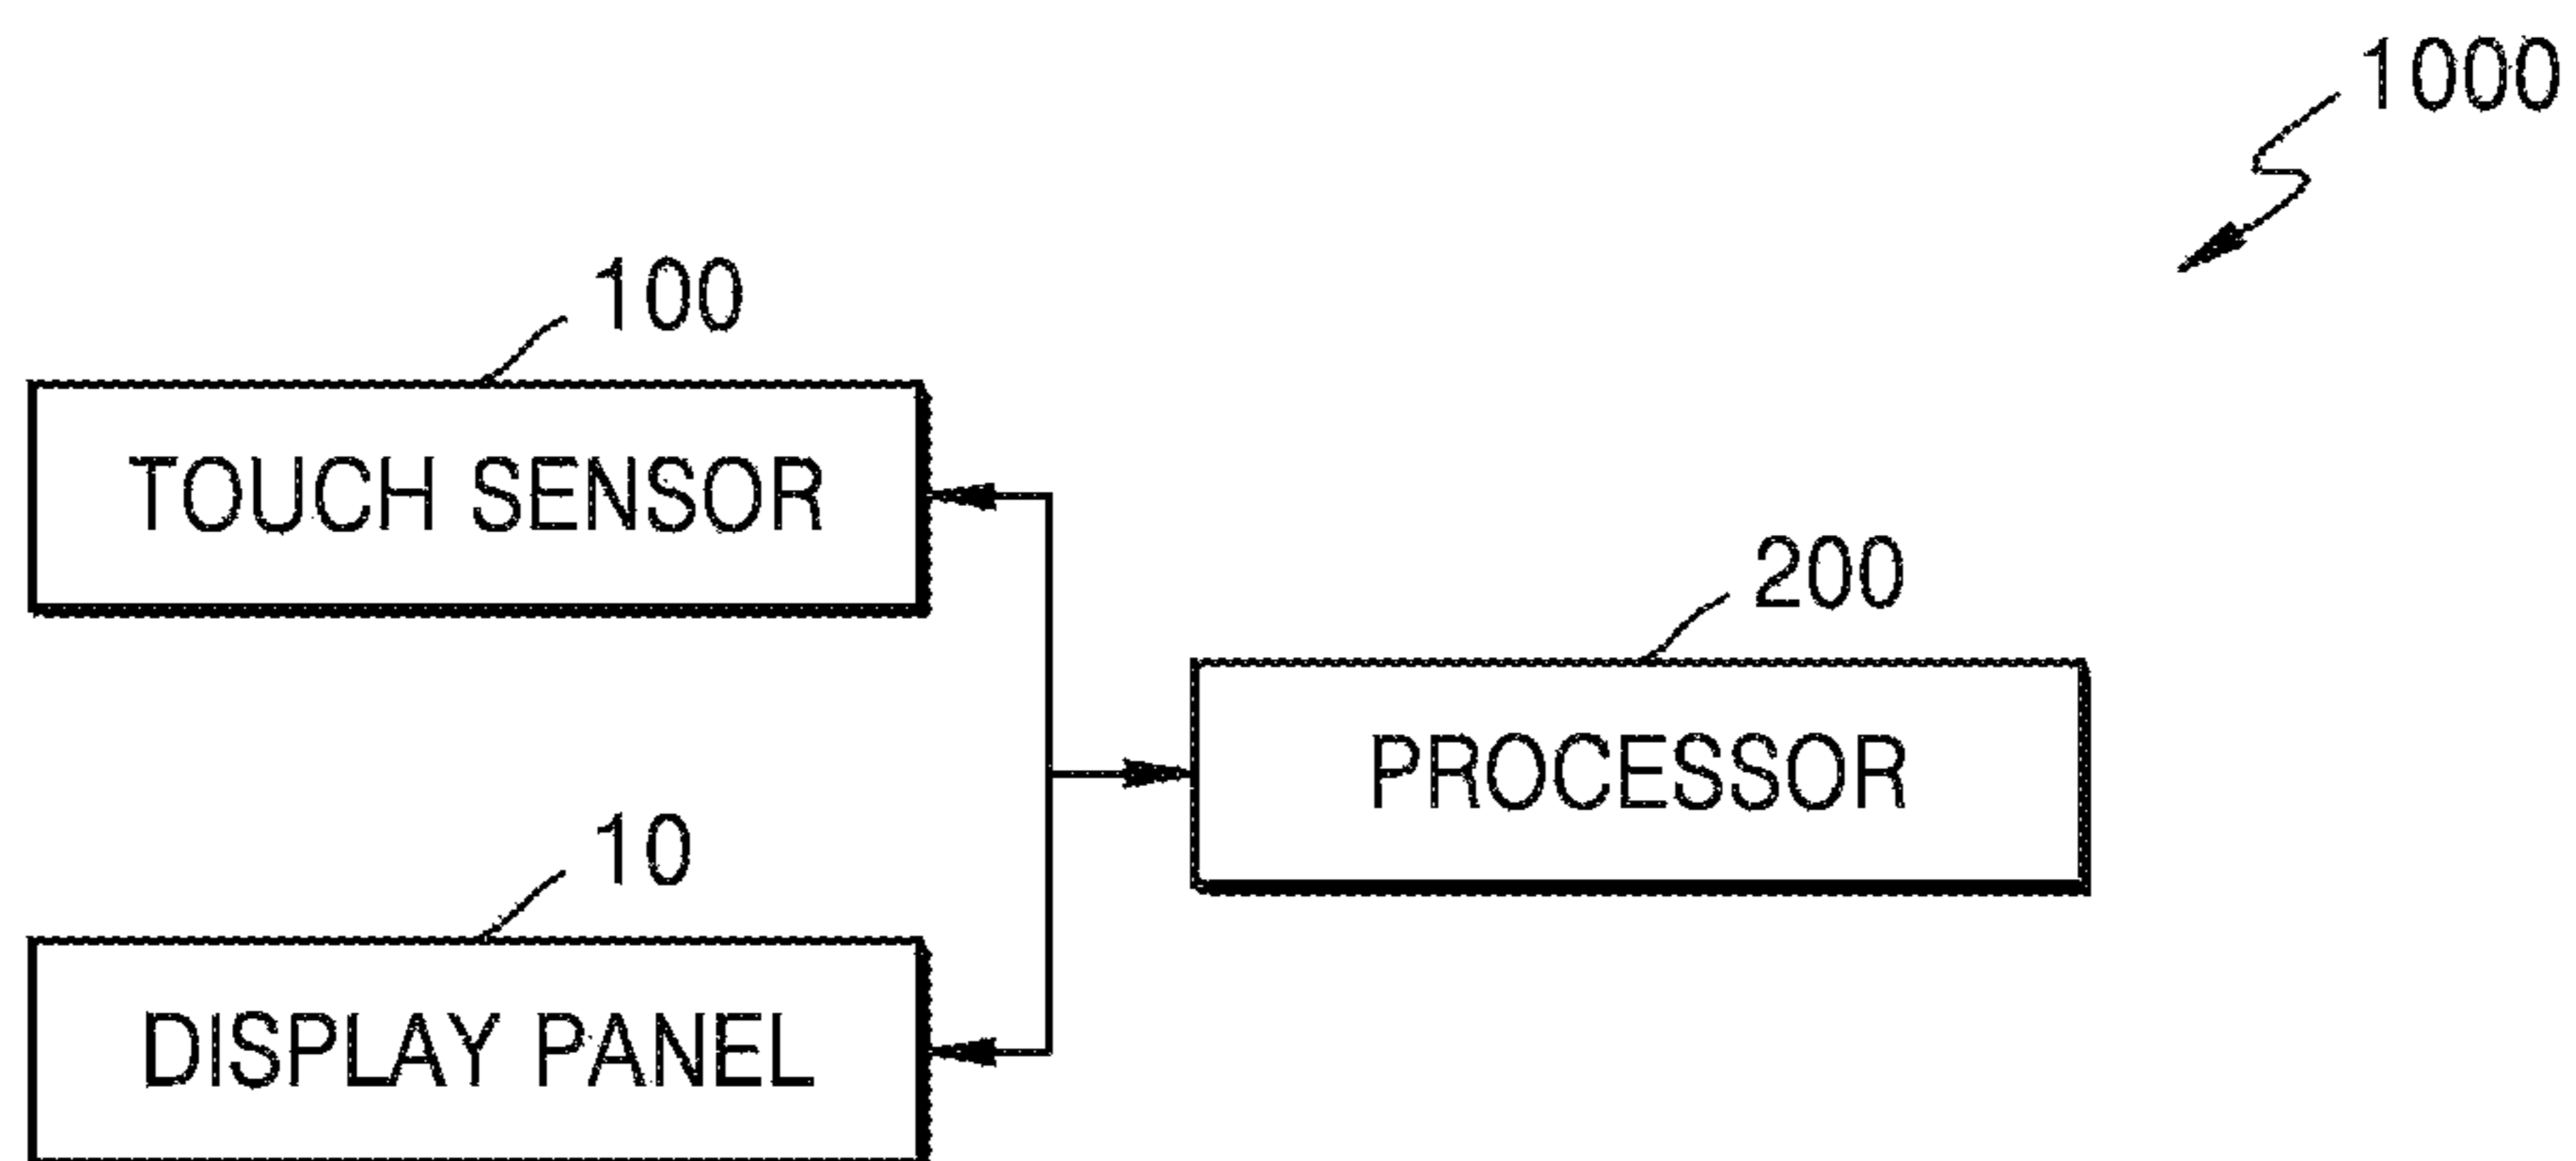 1000
100
TOUCH SENSOR
200
PROCESSOR
10
DISPLAY PANEL